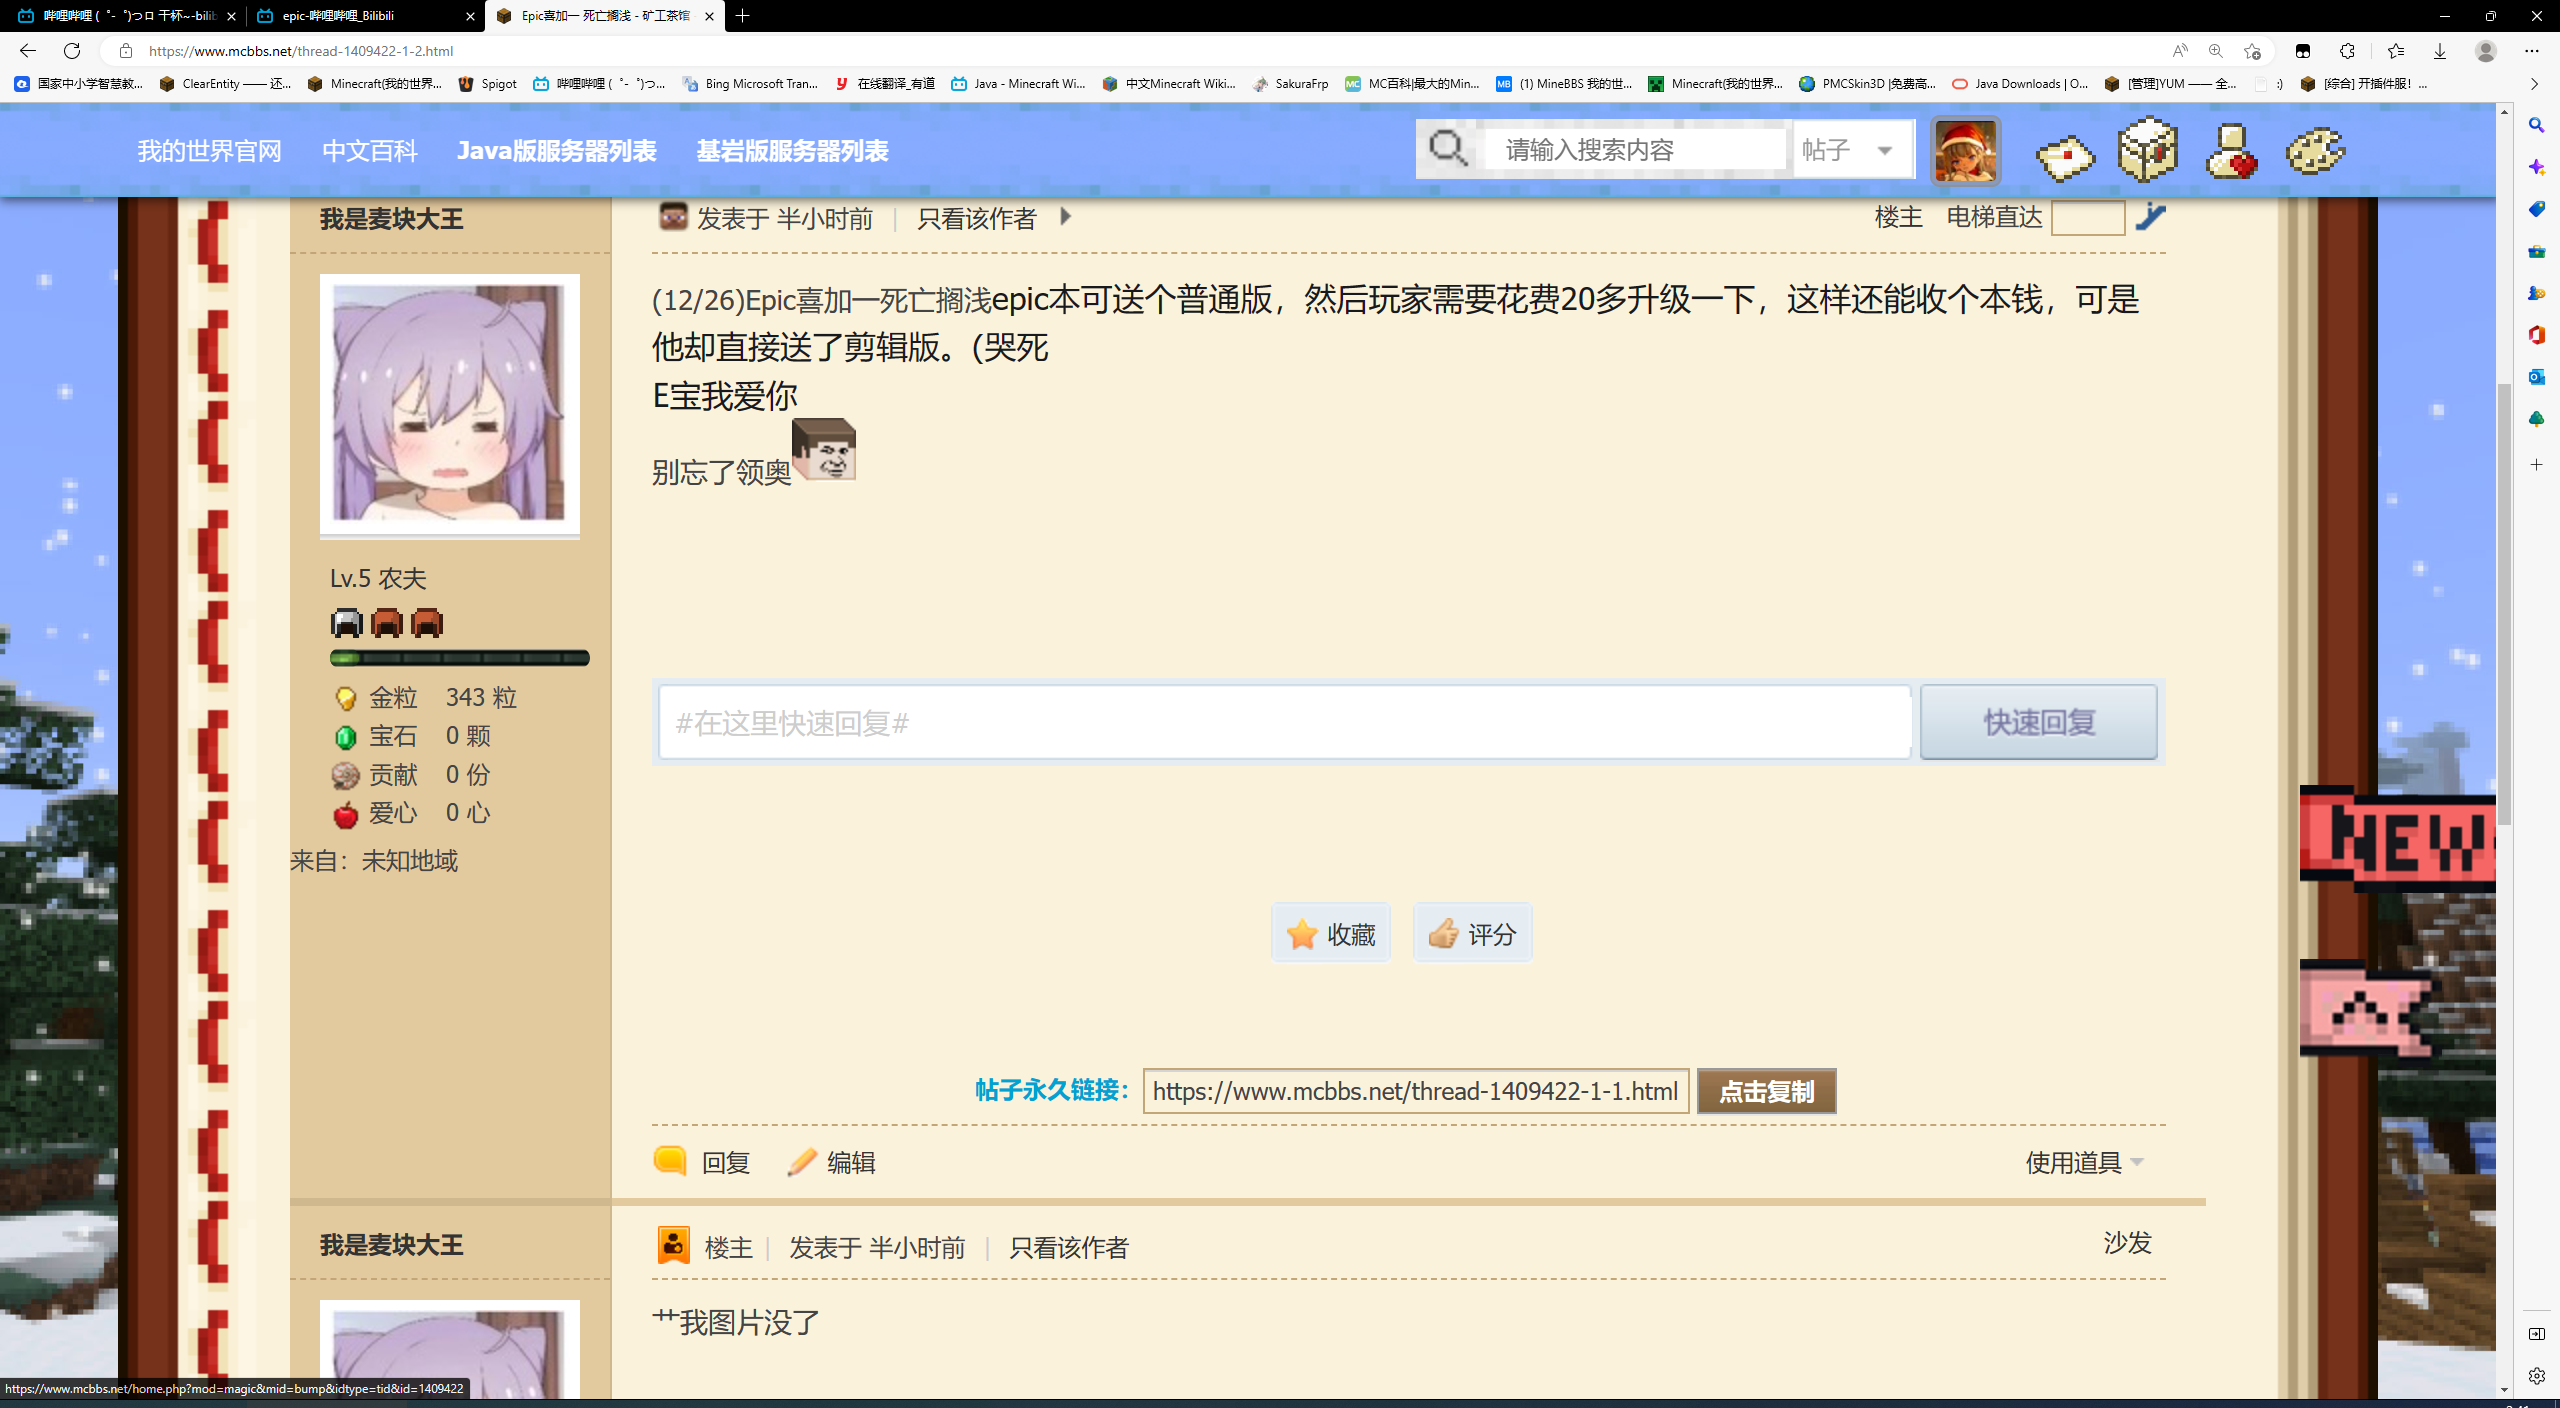 哔哩哔哩 (゜-゜)つロ 干杯~-bilib
epic-哔哩哔哩_Bilibili
Epic喜加一 死亡搁浅 - 矿工茶馆
https://www.mcbbs.net/thread-1409422-1-2.html
国家中小学智慧教...
ClearEntity —— 还...
Minecraft(我的世界...
Spigot
哔哩哔哩 (゜-゜)つ...
Bing Microsoft Tran...
在线翻译_有道
Java - Minecraft Wi...
中文Minecraft Wiki...
SakuraFrp
MC百科|最大的Min...
(1) MineBBS 我的世...
Minecraft(我的世界...
PMCSkin3D |免费高...
Java Downloads | O...
[管理]YUM —— 全...
:)
[综合] 开插件服! ...
我的世界官网 中文百科 Java版服务器列表 基岩版服务器列表
请输入搜索内容 帖子
我是麦块大王
发表于 半小时前 | 只看该作者
楼主 电梯直达
(12/26)Epic喜加一死亡搁浅epic本可送个普通版，然后玩家需要花费20多升级一下，这样还能收个本钱，可是
他却直接送了剪辑版。(哭死
E宝我爱你
别忘了领奥
Lv.5 农夫
金粒 343 粒
宝石 0 颗
贡献 0 份
爱心 0 心
来自：未知地域
#在这里快速回复#
快速回复
NEW
收藏 评分
帖子永久链接： https://www.mcbbs.net/thread-1409422-1-1.html 点击复制
回复 编辑 使用道具
我是麦块大王
楼主 | 发表于 半小时前 | 只看该作者
沙发
艹我图片没了
https://www.mcbbs.net/home.php?mod=magic&mid=bump&idtype=tid&id=1409422